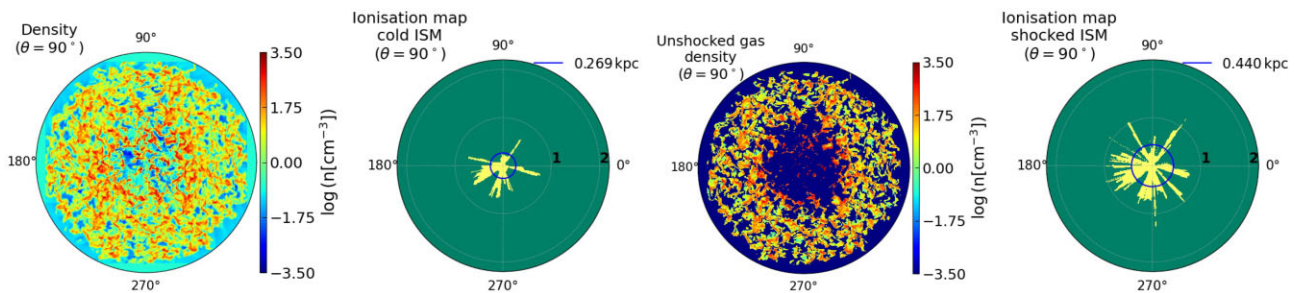 Density
(θ = 90°)
90°
180°
270°
3.50
1.75
0.00
−1.75
−3.50
log (n[cm⁻³])
Ionisation map
cold ISM
(θ = 90°)
90°
0.269 kpc
180°
1
2
0°
270°
Unshocked gas
density
(θ = 90°)
90°
180°
270°
3.50
1.75
0.00
−1.75
−3.50
log (n[cm⁻³])
Ionisation map
shocked ISM
(θ = 90°)
90°
0.440 kpc
180°
1
2
0°
270°